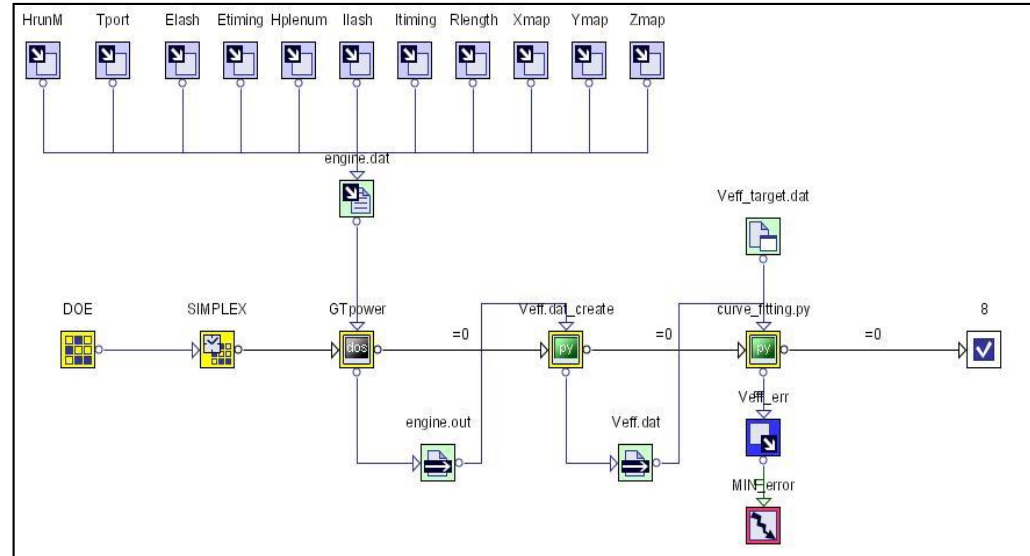 HrunM Tport Elash Etiming Hplenum Ilash Itiming Rlength Xmap Ymap Zmap
engine.dat
Veff_target.dat
DOE SIMPLEX GTpower Veff.dat_create curve_fitting.py 8
=0 =0 =0
dos py py
engine.out Veff.dat Veff_err
MIN_error